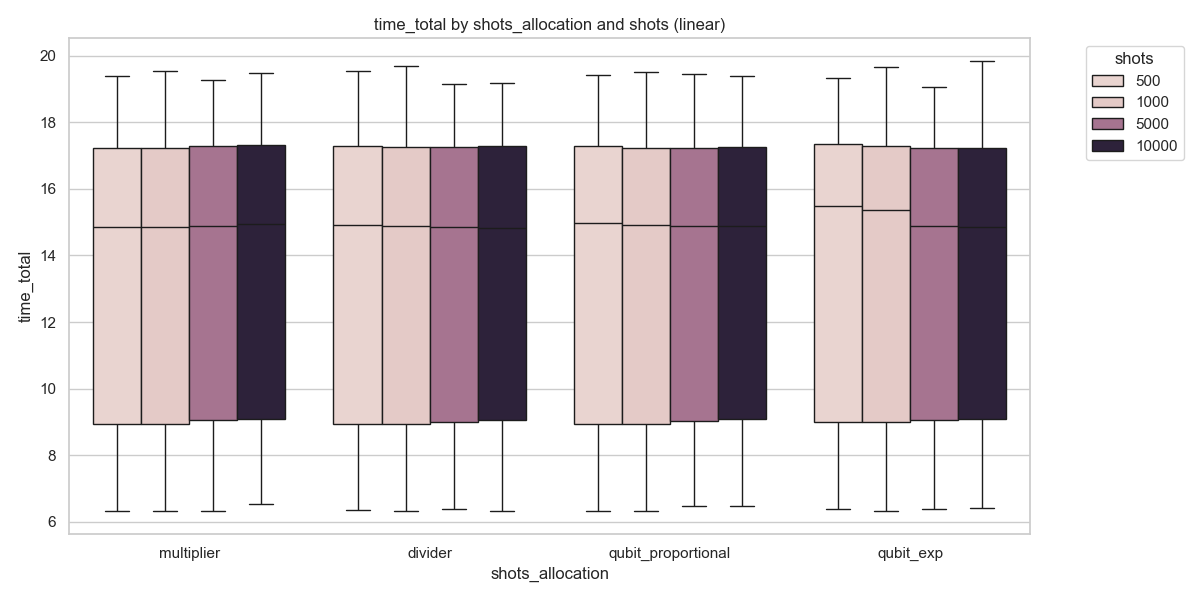 time_total by shots_allocation and shots (linear)
shots
500
1000
5000
10000
time_total
20
18
16
14
12
10
8
6
multiplier
divider
qubit_proportional
qubit_exp
shots_allocation